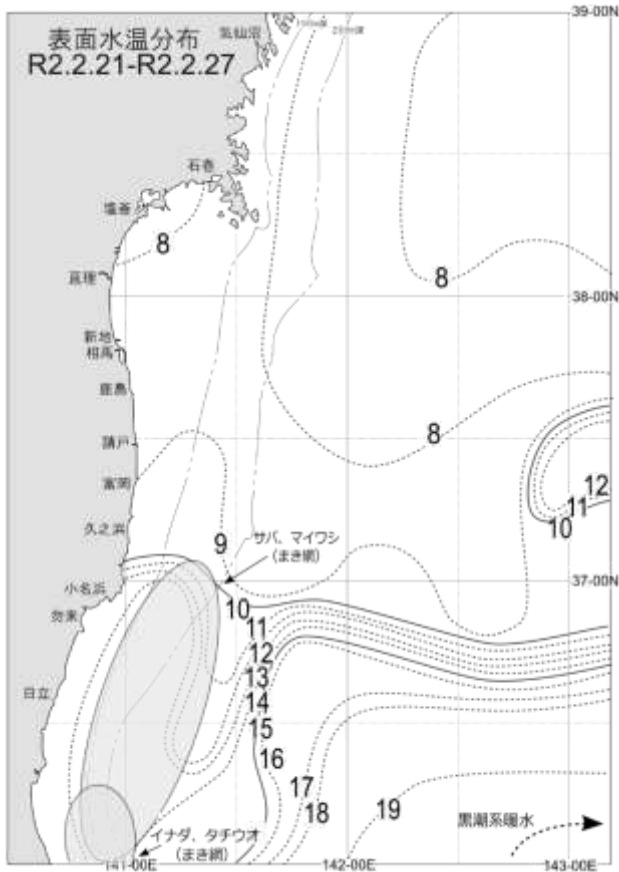 39-00N
気仙沼
表面水温分布
R2.2.21-R2.2.27
石巻
塩釜
8
8
亘理
38-00N
新地
相馬
鹿島
8
請戸
富岡
12
11
10
久之浜
9
サバ、マイワシ
(まき網)
37-00N
小名浜
10
勿来
11
12
13
日立
14
15
16
17
18
19
黒潮系暖水
イナダ、タチウオ
(まき網)
141-00E
142-00E
143-00E